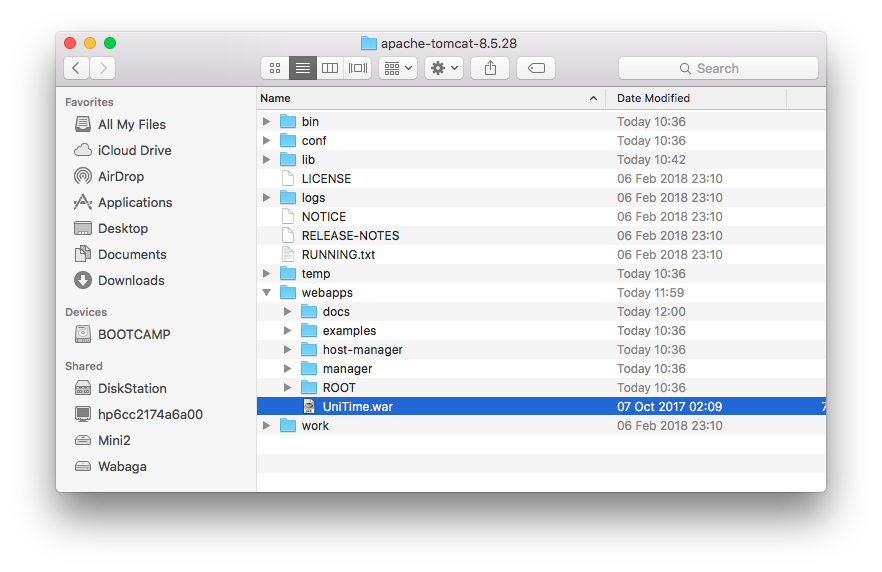 apache-tomcat-8.5.28
Search
Favorites
All My Files
iCloud Drive
AirDrop
Applications
Desktop
Documents
Downloads
Devices
BOOTCAMP
Shared
DiskStation
hp6cc2174a6a00
Mini2
Wabaga
Name Date Modified
bin Today 10:36
conf Today 10:36
lib Today 10:42
LICENSE 06 Feb 2018 23:10
logs 06 Feb 2018 23:10
NOTICE 06 Feb 2018 23:10
RELEASE-NOTES 06 Feb 2018 23:10
RUNNING.txt 06 Feb 2018 23:10
temp Today 10:36
webapps Today 11:59
docs Today 12:00
examples Today 10:36
host-manager Today 10:36
manager Today 10:36
ROOT Today 10:36
UniTime.war 07 Oct 2017 02:09 7
work 06 Feb 2018 23:10